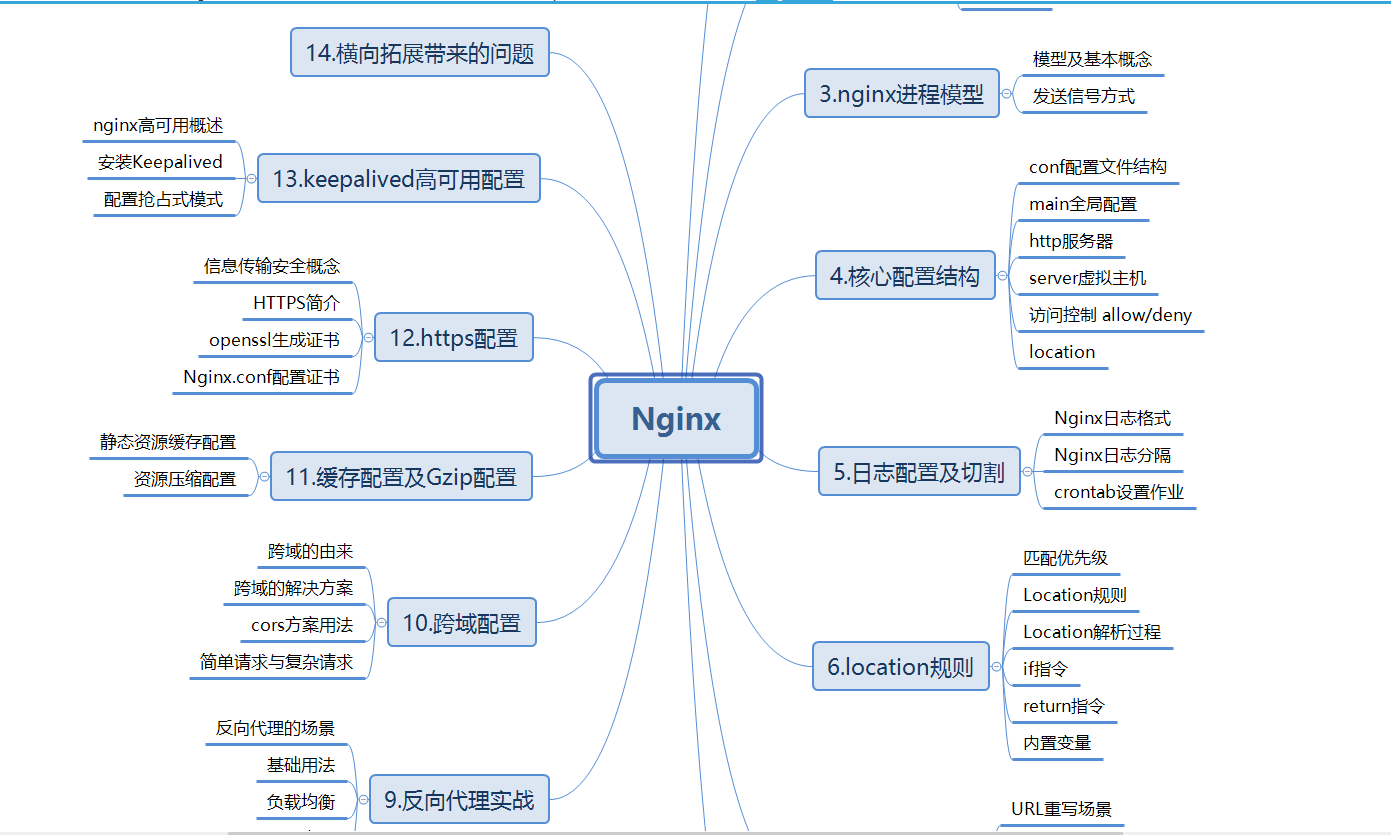 Nginx
3.nginx进程模型
模型及基本概念
发送信号方式
4.核心配置结构
conf配置文件结构
main全局配置
http服务器
server虚拟主机
访问控制 allow/deny
location
5.日志配置及切割
Nginx日志格式
Nginx日志分隔
crontab设置作业
6.location规则
匹配优先级
Location规则
Location解析过程
if指令
return指令
内置变量
URL重写场景
9.反向代理实战
反向代理的场景
基础用法
负载均衡
10.跨域配置
跨域的由来
跨域的解决方案
cors方案用法
简单请求与复杂请求
11.缓存配置及Gzip配置
静态资源缓存配置
资源压缩配置
12.https配置
信息传输安全概念
HTTPS简介
openssl生成证书
Nginx.conf配置证书
13.keepalived高可用配置
nginx高可用概述
安装Keepalived
配置抢占式模式
14.横向拓展带来的问题